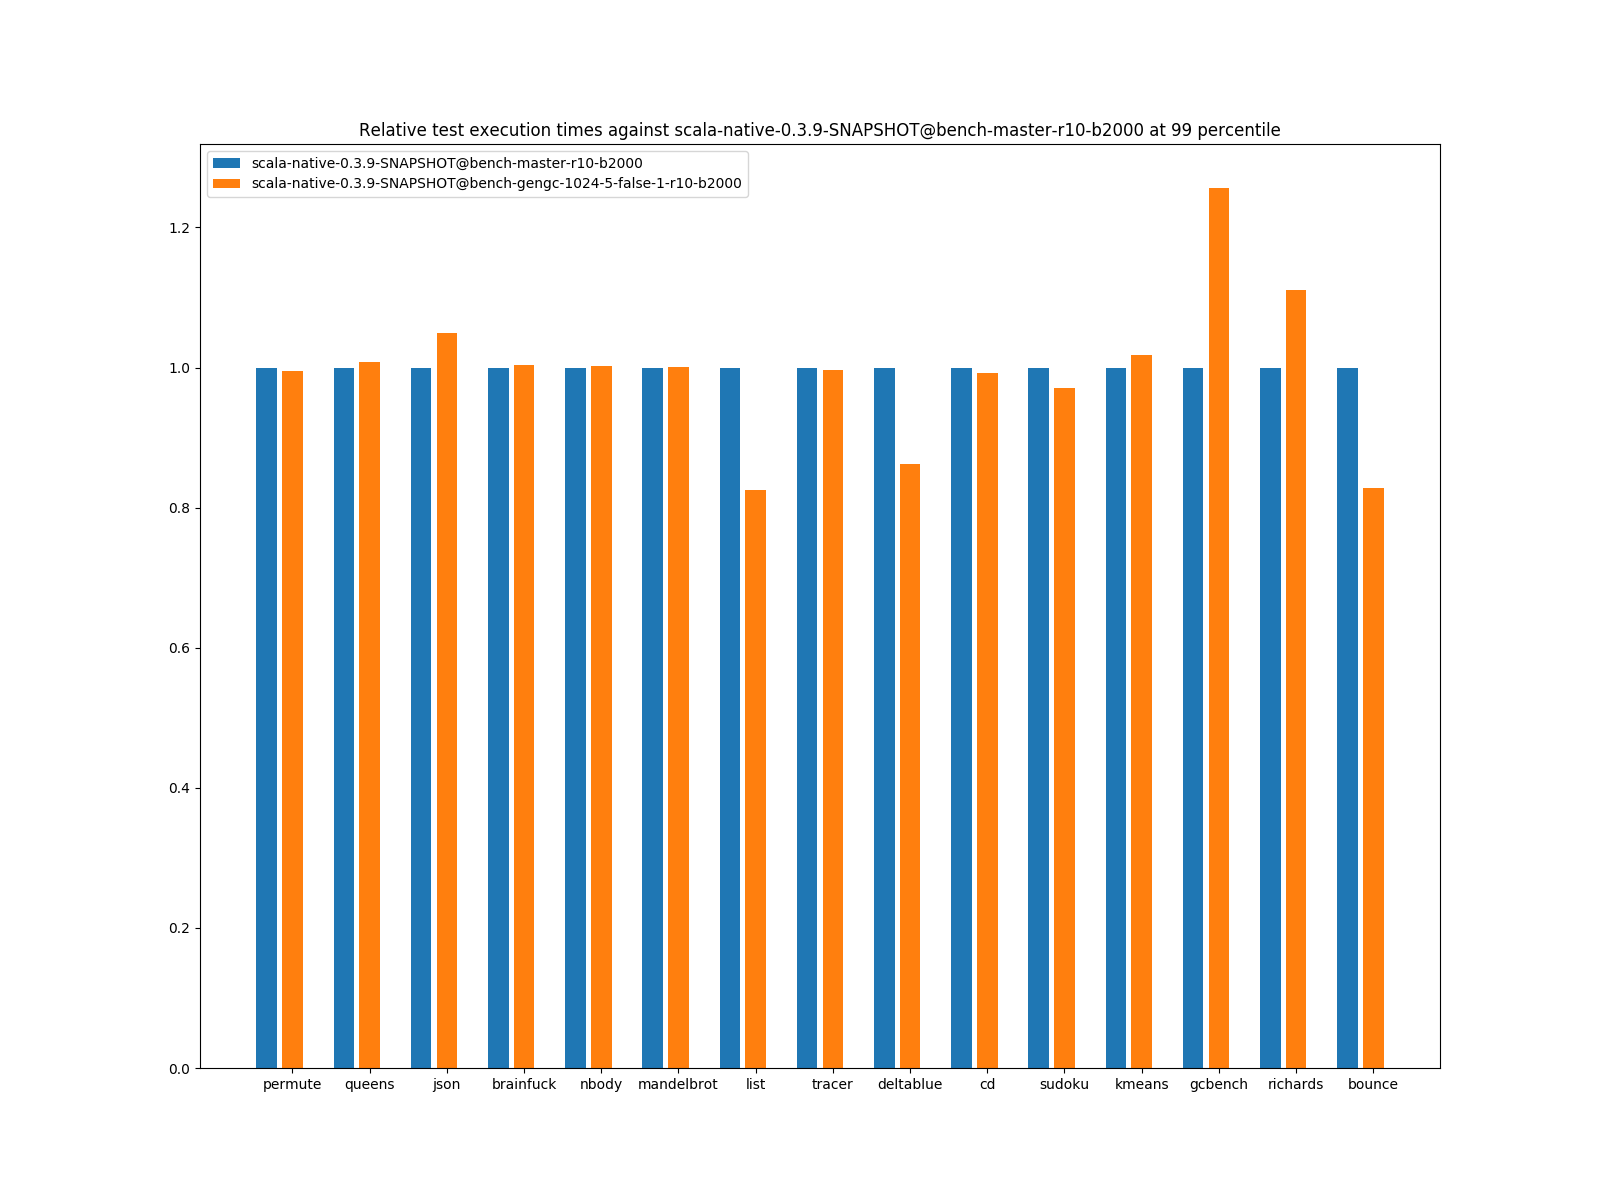 Relative test execution times against scala-native-0.3.9-SNAPSHOT@bench-master-r10-b2000 at 99 percentile
scala-native-0.3.9-SNAPSHOT@bench-master-r10-b2000
scala-native-0.3.9-SNAPSHOT@bench-gengc-1024-5-false-1-r10-b2000
1.2
1.0
0.8
0.6
0.4
0.2
0.0
permute queens json brainfuck nbody mandelbrot list tracer deltablue cd sudoku kmeans gcbench richards bounce